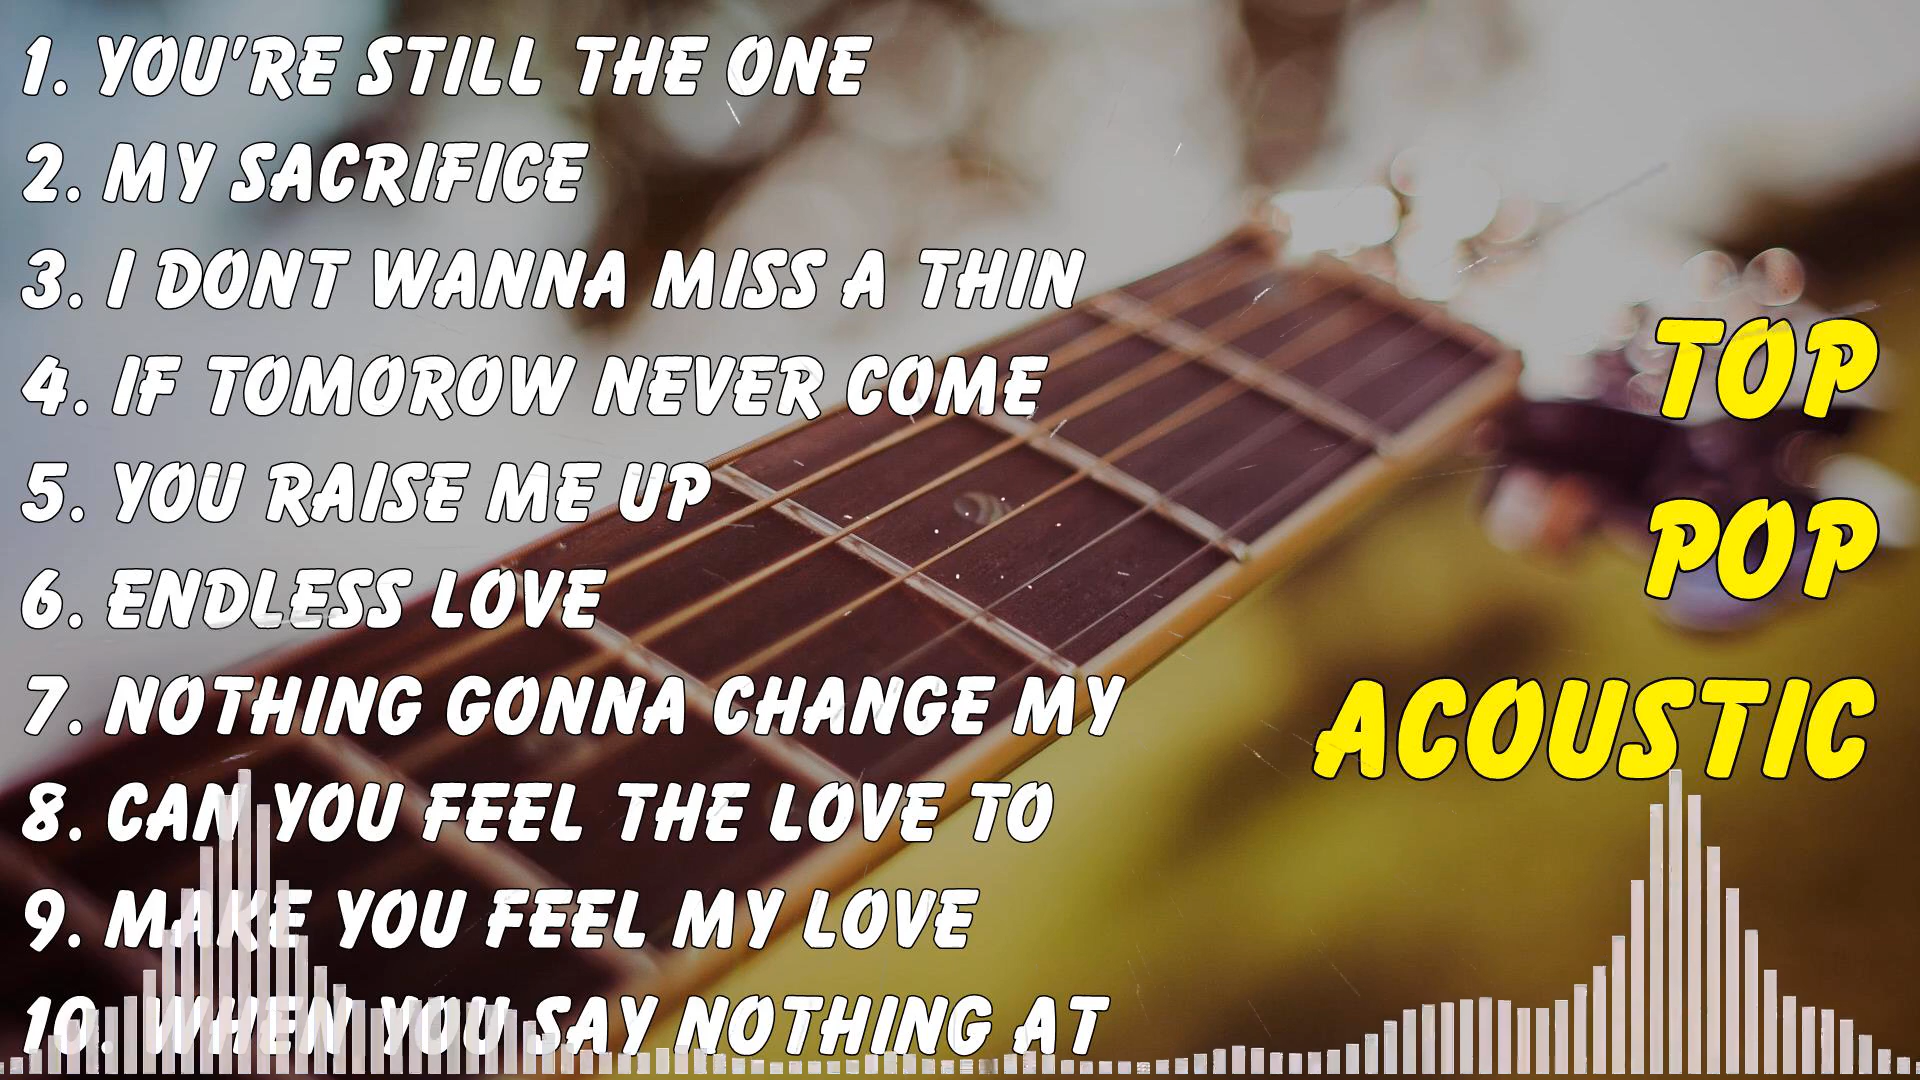 1. YOU'RE STILL THE ONE
2. MY SACRIFICE
3. I DONT WANNA MISS A THIN
4. IF TOMOROW NEVER COME
5. YOU RAISE ME UP
6. ENDLESS LOVE
7. NOTHING GONNA CHANGE MY
8. CAN YOU FEEL THE LOVE TO
9. MAKE YOU FEEL MY LOVE
10. WHEN YOU SAY NOTHING AT
TOP
POP
ACOUSTIC